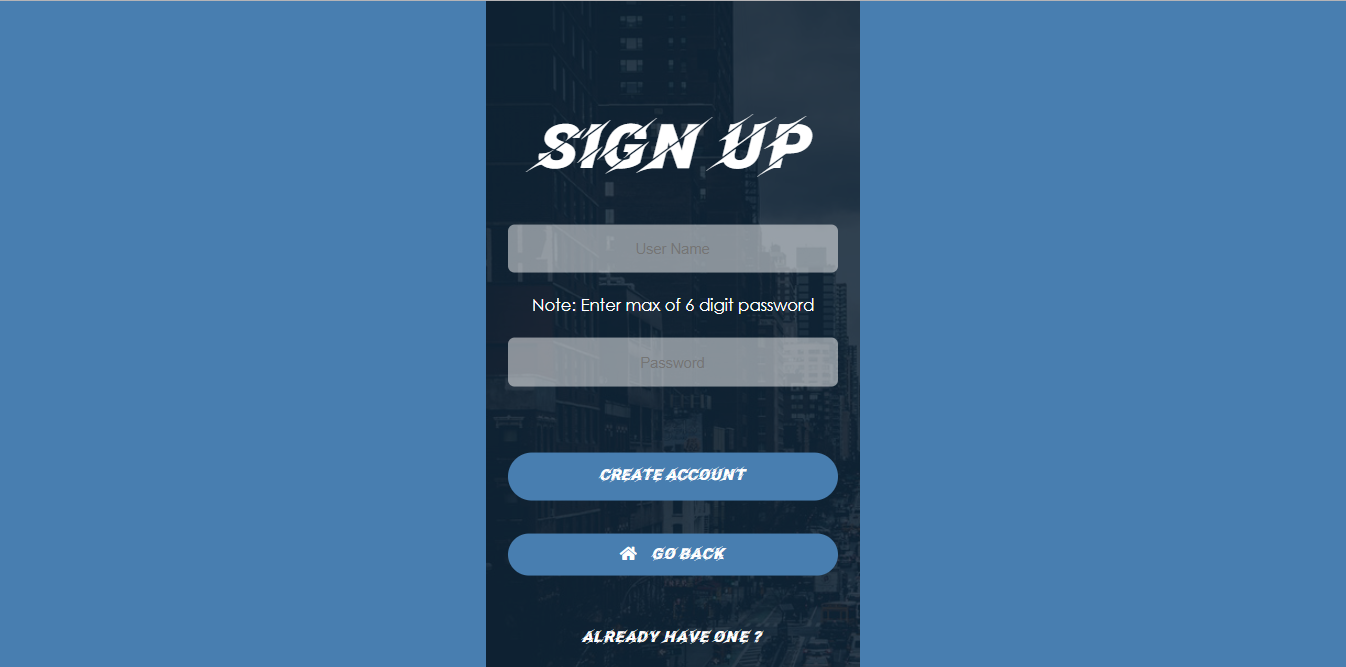 SIGN UP
User Name
Note: Enter max of 6 digit password
Password
CREATE ACCOUNT
GO BACK
ALREADY HAVE ONE ?